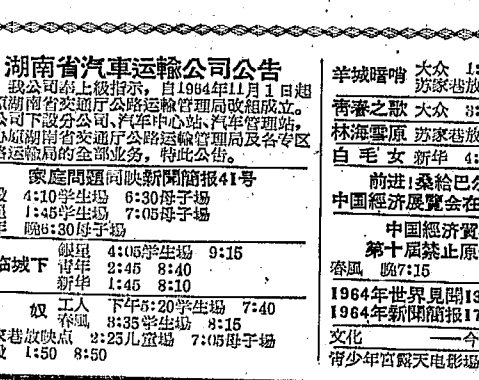 湖南省汽車运輸公司公告
我公司奉上級指示，自1964年11月1日起
原湖南省交通厅公路运輸管理局改組成立。
公司下設分公司、汽車中心站、汽車管理站，
原湖南省交通厅公路运輸管理局及各专区
运輸局的全部业务，特此公告。
家庭問題同映新聞簡报41号
4:10学生場 6:30母子場
1:45学生場 7:05母子場
晚6:30母子場
臨城下 銀星 4:05学生場 9:15
青年 2:45 8:40
新华 1:45 8:10
奴 工人 下午5:20学生場 7:40
春風 3:35学生場 8:15
巷放映点 2:25儿童場 7:05母子場
1:50 8:50
羊城暗哨 大众
苏家巷放
青春之歌 大众 3:
林海雪原 苏家巷放
白毛女 新华 4:
前进!桑給巴尔
中国經济展覽会在
中国經济貿
第十届禁止原
春風 晚7:15
1964年世界見聞13
1964年新聞簡报17
文化 ——今
青少年宮露天电影場